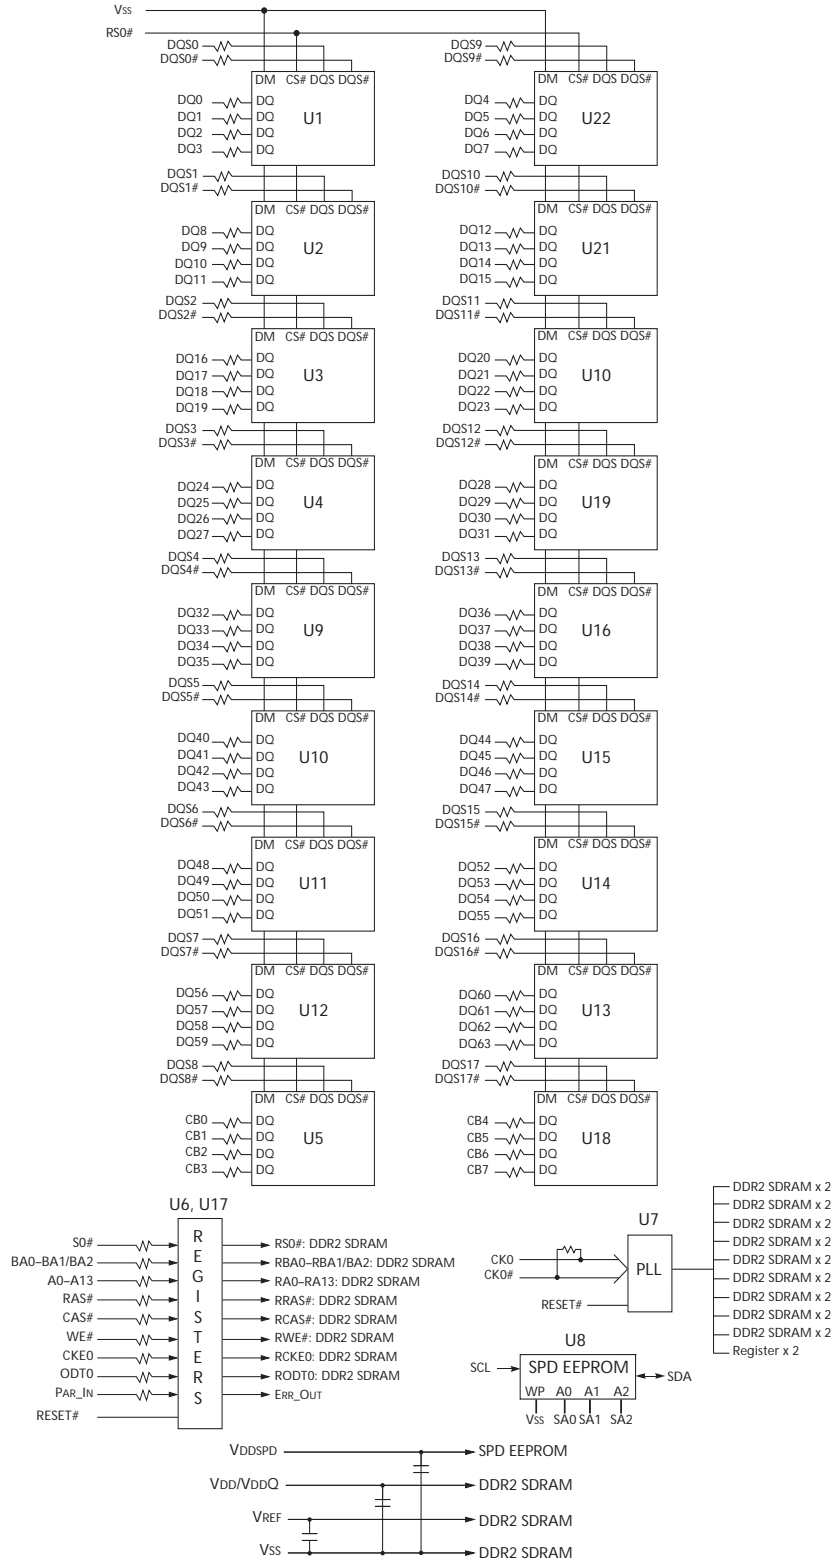 Vss
RS0#
DQS0
DQS0#
DM CS# DQS DQS#
DQ0 DQ
DQ1 DQ
DQ2 DQ
DQ3 DQ
U1
DQS9
DQS9#
DM CS# DQS DQS#
DQ4 DQ
DQ5 DQ
DQ6 DQ
DQ7 DQ
U22
DQS1
DQS1#
DM CS# DQS DQS#
DQ8 DQ
DQ9 DQ
DQ10 DQ
DQ11 DQ
U2
DQS10
DQS10#
DM CS# DQS DQS#
DQ12 DQ
DQ13 DQ
DQ14 DQ
DQ15 DQ
U21
DQS2
DQS2#
DM CS# DQS DQS#
DQ16 DQ
DQ17 DQ
DQ18 DQ
DQ19 DQ
U3
DQS11
DQS11#
DM CS# DQS DQS#
DQ20 DQ
DQ21 DQ
DQ22 DQ
DQ23 DQ
U10
DQS3
DQS3#
DM CS# DQS DQS#
DQ24 DQ
DQ25 DQ
DQ26 DQ
DQ27 DQ
U4
DQS12
DQS12#
DM CS# DQS DQS#
DQ28 DQ
DQ29 DQ
DQ30 DQ
DQ31 DQ
U19
DQS4
DQS4#
DM CS# DQS DQS#
DQ32 DQ
DQ33 DQ
DQ34 DQ
DQ35 DQ
U9
DQS13
DQS13#
DM CS# DQS DQS#
DQ36 DQ
DQ37 DQ
DQ38 DQ
DQ39 DQ
U16
DQS5
DQS5#
DM CS# DQS DQS#
DQ40 DQ
DQ41 DQ
DQ42 DQ
DQ43 DQ
U10
DQS14
DQS14#
DM CS# DQS DQS#
DQ44 DQ
DQ45 DQ
DQ46 DQ
DQ47 DQ
U15
DQS6
DQS6#
DM CS# DQS DQS#
DQ48 DQ
DQ49 DQ
DQ50 DQ
DQ51 DQ
U11
DQS15
DQS15#
DM CS# DQS DQS#
DQ52 DQ
DQ53 DQ
DQ54 DQ
DQ55 DQ
U14
DQS7
DQS7#
DM CS# DQS DQS#
DQ56 DQ
DQ57 DQ
DQ58 DQ
DQ59 DQ
U12
DQS16
DQS16#
DM CS# DQS DQS#
DQ60 DQ
DQ61 DQ
DQ62 DQ
DQ63 DQ
U13
DQS8
DQS8#
DM CS# DQS DQS#
CB0 DQ
CB1 DQ
CB2 DQ
CB3 DQ
U5
DQS17
DQS17#
DM CS# DQS DQS#
CB4 DQ
CB5 DQ
CB6 DQ
CB7 DQ
U18
U6, U17
REGISTERS
S0#
BA0–BA1/BA2
A0–A13
RAS#
CAS#
WE#
CKE0
ODT0
PAR_IN
RESET#
RS0#: DDR2 SDRAM
RBA0–RBA1/BA2: DDR2 SDRAM
RA0–RA13: DDR2 SDRAM
RRAS#: DDR2 SDRAM
RCAS#: DDR2 SDRAM
RWE#: DDR2 SDRAM
RCKE0: DDR2 SDRAM
RODT0: DDR2 SDRAM
ERR_OUT
U7
PLL
CK0
CK0#
RESET#
DDR2 SDRAM x 2
DDR2 SDRAM x 2
DDR2 SDRAM x 2
DDR2 SDRAM x 2
DDR2 SDRAM x 2
DDR2 SDRAM x 2
DDR2 SDRAM x 2
DDR2 SDRAM x 2
DDR2 SDRAM x 2
Register x 2
U8
SCL
SPD EEPROM
SDA
WP A0 A1 A2
Vss SA0 SA1 SA2
VDDSPD SPD EEPROM
VDD/VDDQ DDR2 SDRAM
VREF DDR2 SDRAM
Vss DDR2 SDRAM